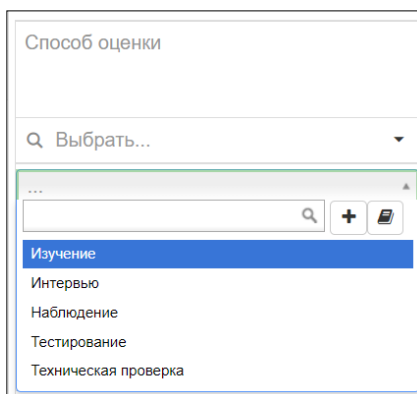 Способ оценки
Выбрать...
...
Изучение
Интервью
Наблюдение
Тестирование
Техническая проверка